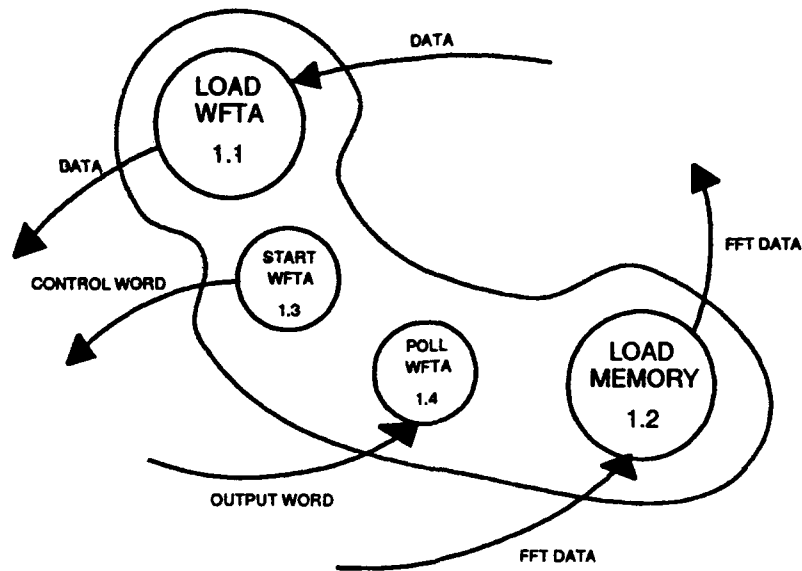 DATA
LOAD
WFTA
1.1
DATA
FFT DATA
START
WFTA
1.3
CONTROL WORD
POLL
WFTA
1.4
LOAD
MEMORY
1.2
OUTPUT WORD
FFT DATA